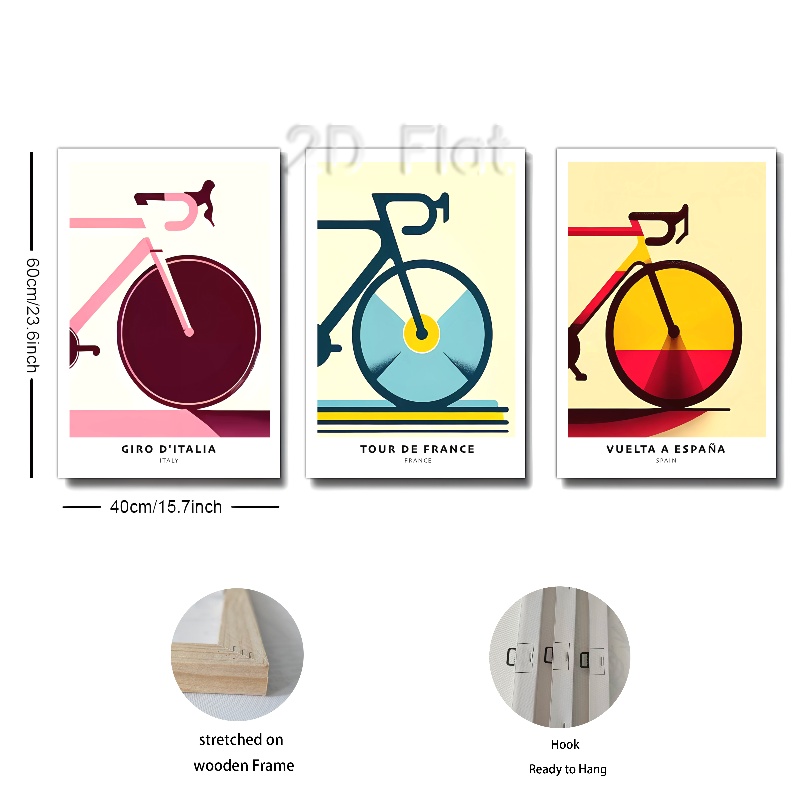 2D Flat
60cm/23.6inch
GIRO D'ITALIA
ITALY
TOUR DE FRANCE
FRANCE
VUELTA A ESPAÑA
SPAIN
40cm/15.7inch
stretched on
wooden Frame
Hook
Ready to Hang